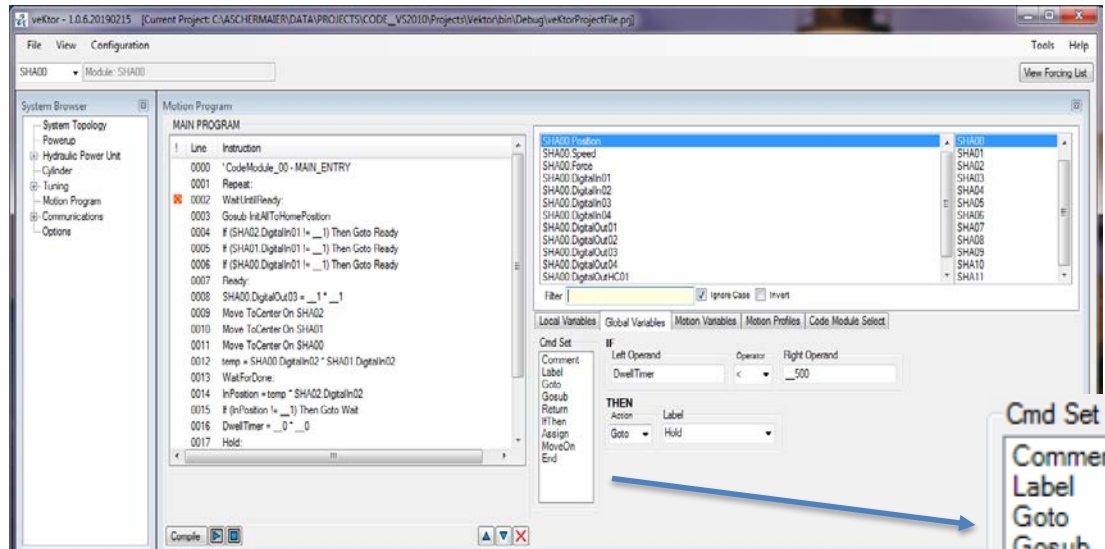 veKtor - 1.0.6.20190215 [Current Project: C:\ASCHERMAIER\DATA\PROJECTS\CODE_VS2010\Projects\Vektor\bin\Debug\veKtorProjectFile.prj]
File View Configuration Tools Help
SHA00 Module: SHA00 View Forcing List
System Browser
System Topology
Powerup
Hydraulic Power Unit
Cylinder
Tuning
Motion Program
Communications
Options
Motion Program
MAIN PROGRAM
! Line Instruction
0000 'CodeModule_00 - MAIN_ENTRY
0001 Repeat:
0002 WaitUntilReady:
0003 Gosub InitAllToHomePosition
0004 If (SHA02.DigitalIn01 != __1) Then Goto Ready
0005 If (SHA01.DigitalIn01 != __1) Then Goto Ready
0006 If (SHA00.DigitalIn01 != __1) Then Goto Ready
0007 Ready:
0008 SHA00.DigitalOut03 = __1 * __1
0009 Move ToCenter On SHA02
0010 Move ToCenter On SHA01
0011 Move ToCenter On SHA00
0012 temp = SHA00.DigitalIn02 * SHA01.DigitalIn02
0013 WaitForDone:
0014 InPosition = temp * SHA02.DigitalIn02
0015 If (InPosition != __1) Then Goto Wait
0016 DwellTimer = __0 * __0
0017 Hold:
Compile
SHA00.Position
SHA00.Speed
SHA00.Force
SHA00.DigitalIn01
SHA00.DigitalIn02
SHA00.DigitalIn03
SHA00.DigitalIn04
SHA00.DigitalOut01
SHA00.DigitalOut02
SHA00.DigitalOut03
SHA00.DigitalOut04
SHA00.DigitalOutHC01
SHA00
SHA01
SHA02
SHA03
SHA04
SHA05
SHA06
SHA07
SHA08
SHA09
SHA10
SHA11
Filter Ignore Case Invert
Local Variables Global Variables Motion Variables Motion Profiles Code Module Select
Cmd Set
Comment
Label
Goto
Gosub
Return
IfThen
Assign
MoveOn
End
IF
Left Operand Operator Right Operand
DwellTimer < __500
THEN
Action Label
Goto Hold
Cmd Set
Commer
Label
Goto
Gosub